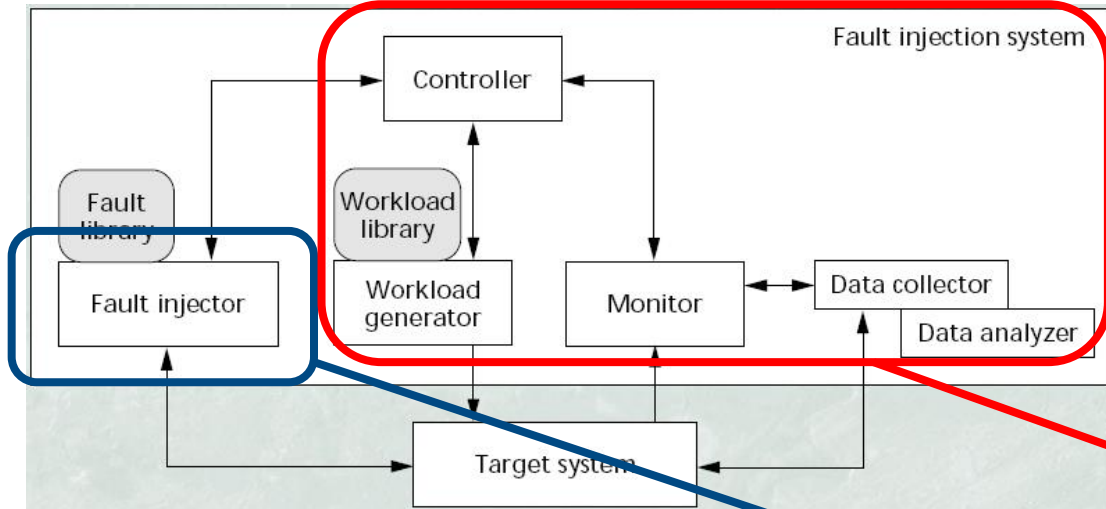 Fault injection system
Controller
Fault
library
Workload
library
Fault injector
Workload
generator
Monitor
Data collector
Data analyzer
Target system